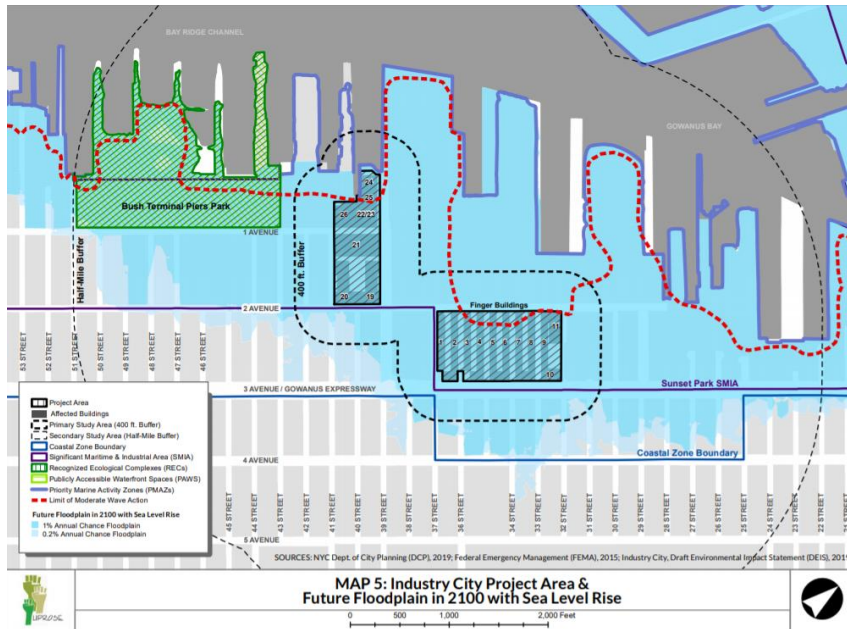 BAY RIDGE CHANNEL
GOWANUS BAY
Bush Terminal Piers Park
24
25
26 22/23
21
20 19
1 AVENUE
Half-Mile Buffer
400 ft. Buffer
2 AVENUE
Finger Buildings
1 2 3 4 5 6 7 8 9 11
10
Sunset Park SMIA
3 AVENUE / GOWANUS EXPRESSWAY
Coastal Zone Boundary
4 AVENUE
5 AVENUE
53 STREET
52 STREET
51 STREET
50 STREET
49 STREET
48 STREET
47 STREET
46 STREET
45 STREET
44 STREET
43 STREET
42 STREET
41 STREET
40 STREET
39 STREET
38 STREET
37 STREET
36 STREET
34 STREET
33 STREET
32 STREET
31 STREET
30 STREET
29 STREET
28 STREET
27 STREET
26 STREET
25 STREET
24 STREET
23 STREET
22 STREET
Project Area
Affected Buildings
Primary Study Area (400 ft. Buffer)
Secondary Study Area (Half-Mile Buffer)
Coastal Zone Boundary
Significant Maritime & Industrial Area (SMIA)
Recognized Ecological Complexes (RECs)
Publicly Accessible Waterfront Spaces (PAWS)
Priority Marine Activity Zones (PMAZs)
Limit of Moderate Wave Action
Future Floodplain in 2100 with Sea Level Rise
1% Annual Chance Floodplain
0.2% Annual Chance Floodplain
SOURCES: NYC Dept. of City Planning (DCP), 2019; Federal Emergency Management (FEMA), 2015; Industry City, Draft Environmental Impact Statement (DEIS),
UPROSE
MAP 5: Industry City Project Area &
Future Floodplain in 2100 with Sea Level Rise
0 500 1,000 2,000 Feet